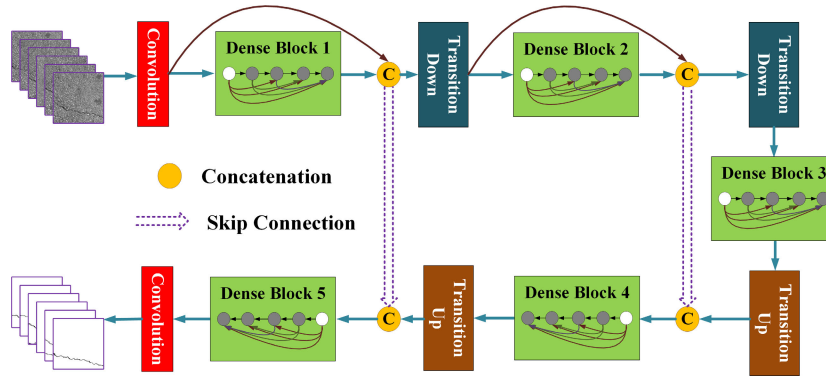 Convolution
Dense Block 1
C
Transition
Down
Dense Block 2
C
Transition
Down
Concatenation
Skip Connection
Dense Block 3
Convolution
Dense Block 5
C
Transition
Up
Dense Block 4
C
Transition
Up